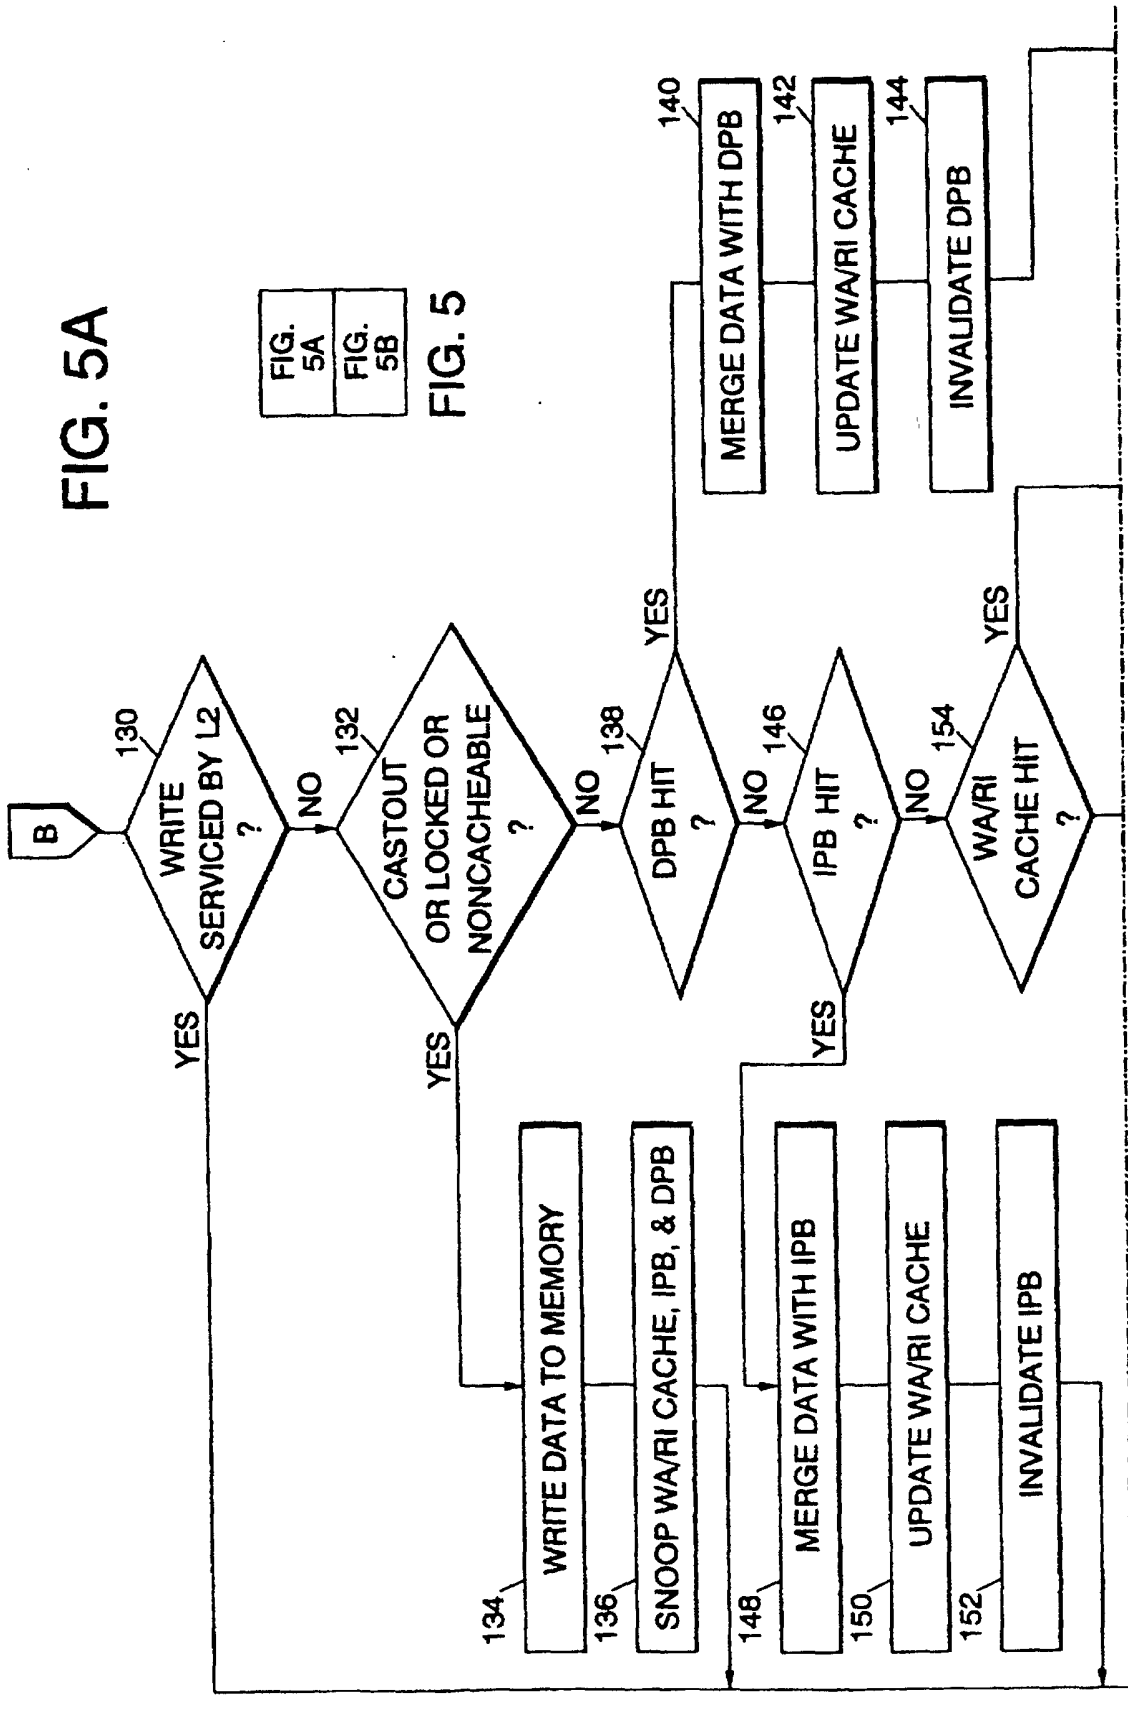 FIG. 5A
FIG.
5A
FIG.
5B
FIG. 5
B
130
WRITE
SERVICED BY L2
?
YES
NO
132
CASTOUT
OR LOCKED OR
NONCACHEABLE
?
YES
NO
134
WRITE DATA TO MEMORY
136
SNOOP WA/RI CACHE, IPB, & DPB
138
DPB HIT
?
YES
NO
140
MERGE DATA WITH DPB
142
UPDATE WA/RI CACHE
144
INVALIDATE DPB
146
IPB HIT
?
YES
NO
148
MERGE DATA WITH IPB
150
UPDATE WA/RI CACHE
152
INVALIDATE IPB
154
WA/RI
CACHE HIT
?
YES